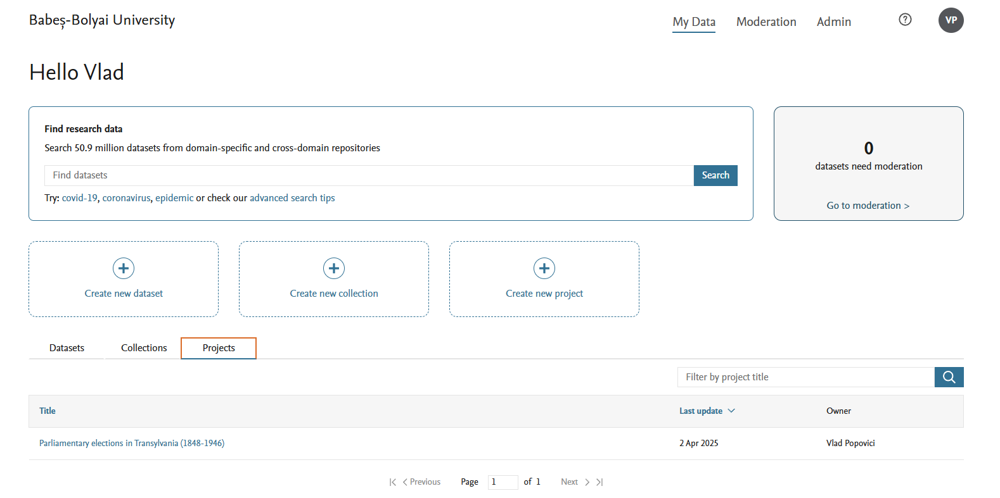 Babeș-Bolyai University
My Data Moderation Admin
? VP
Hello Vlad
Find research data
Search 50.9 million datasets from domain-specific and cross-domain repositories
Find datasets
Search
Try: covid-19, coronavirus, epidemic or check our advanced search tips
0
datasets need moderation
Go to moderation >
Create new dataset
Create new collection
Create new project
Datasets Collections Projects
Filter by project title
Title Last update Owner
Parliamentary elections in Transylvania (1848-1946) 2 Apr 2025 Vlad Popovici
Previous Page 1 of 1 Next